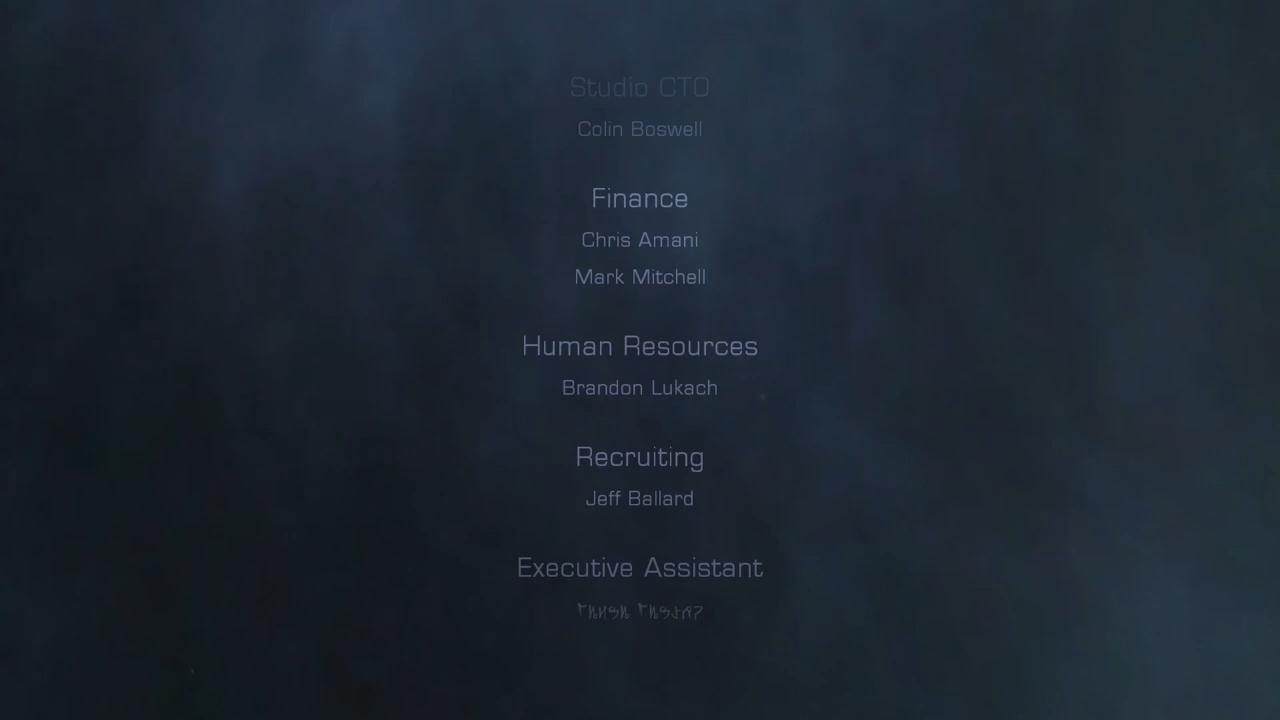 Studio CTO
Colin Boswell
Finance
Chris Amani
Mark Mitchell
Human Resources
Brandon Lukach
Recruiting
Jeff Ballard
Executive Assistant